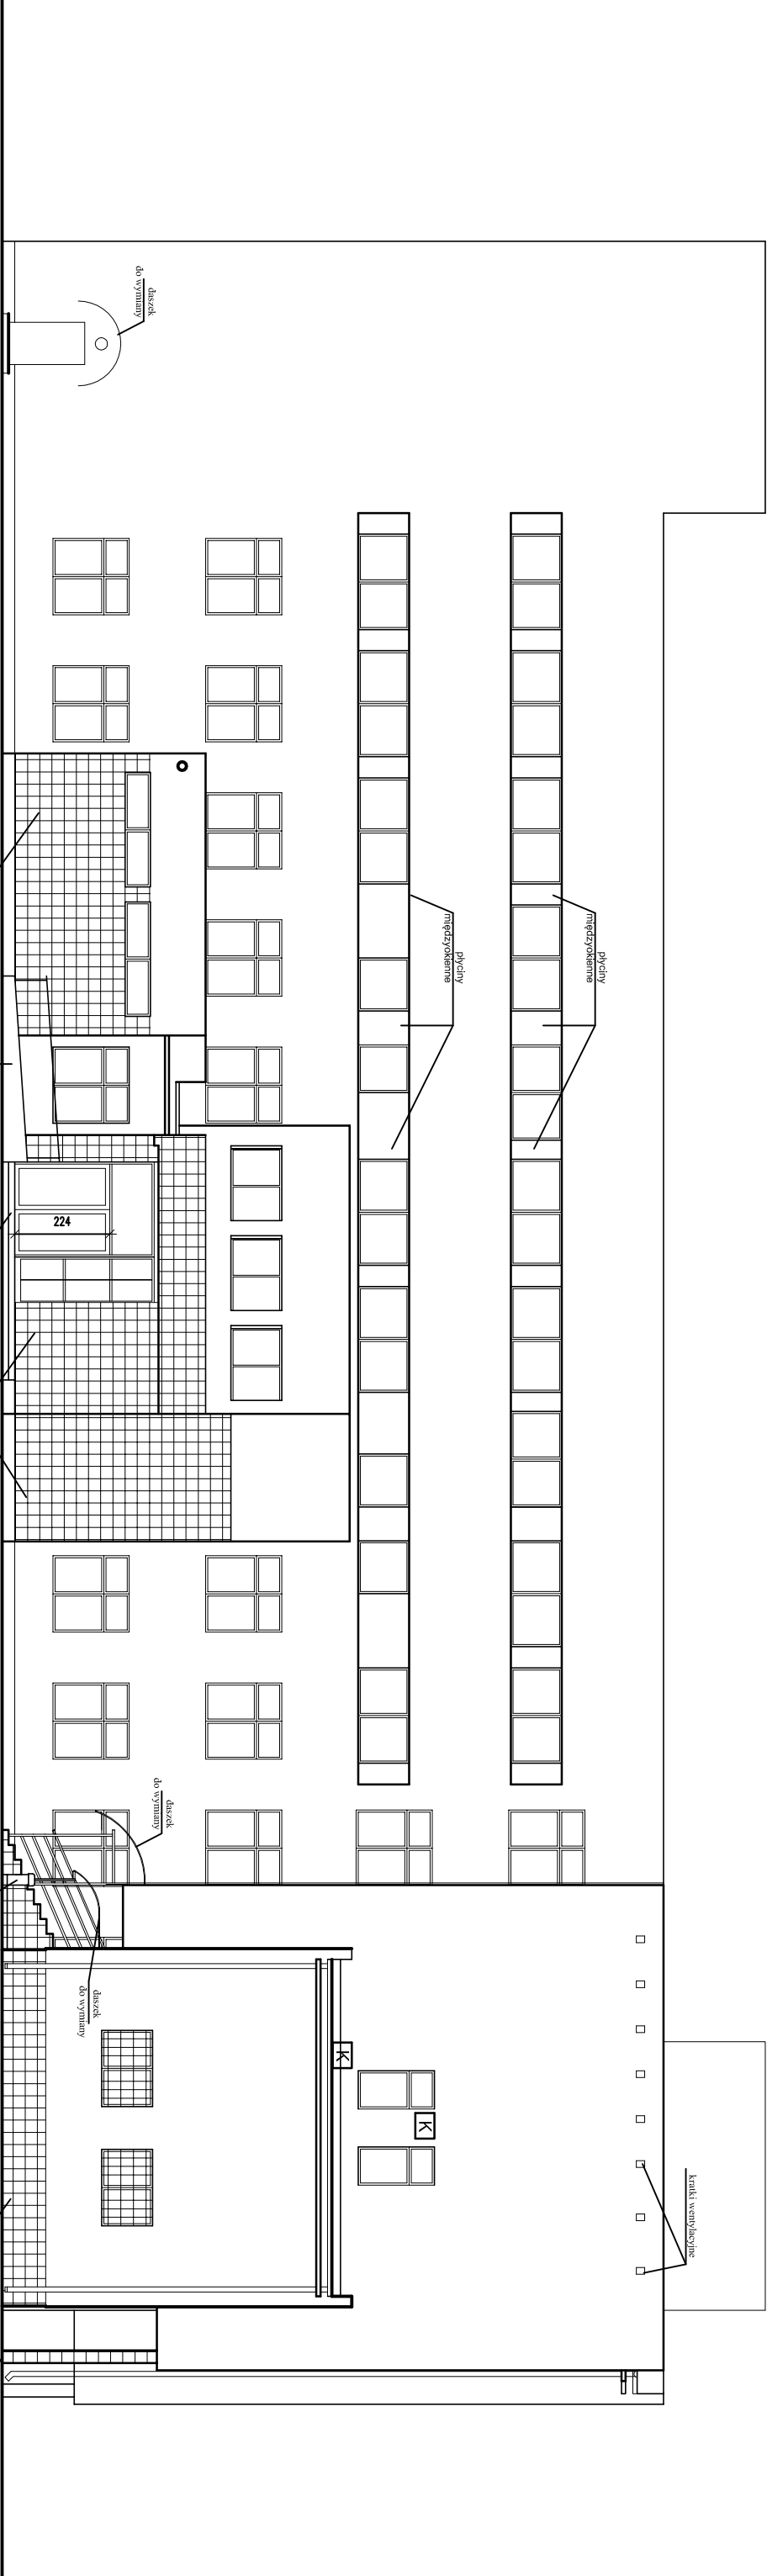 daszek
do wymiany
płyciny
międzyokienne
płyciny
międzyokienne
224
daszek
do wymiany
daszek
do wymiany
K
K
kratki wentylacyjne